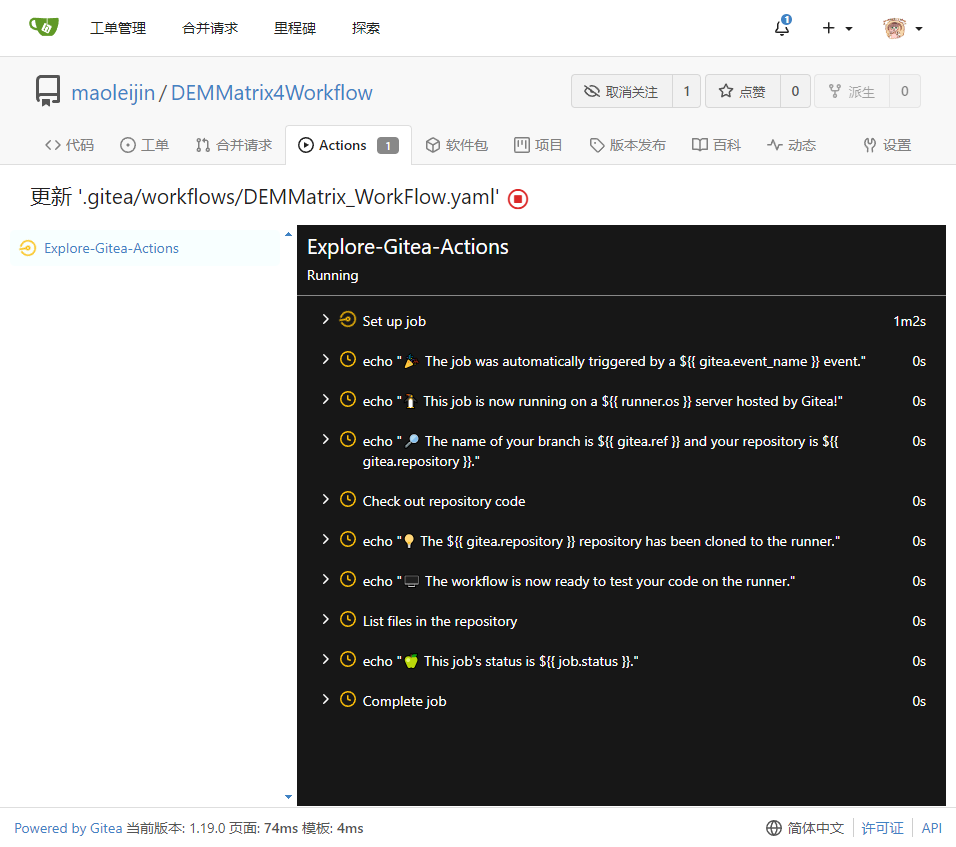 工单管理 合并请求 里程碑 探索 1
maoleijin / DEMMatrix4Workflow 取消关注 1 点赞 0 派生 0
代码 工单 合并请求 Actions 1 软件包 项目 版本发布 百科 动态 设置
更新 '.gitea/workflows/DEMMatrix_WorkFlow.yaml'
Explore-Gitea-Actions
Explore-Gitea-Actions
Running
Set up job 1m2s
echo "🎉 The job was automatically triggered by a ${{ gitea.event_name }} event." 0s
echo "🐧 This job is now running on a ${{ runner.os }} server hosted by Gitea!" 0s
echo "🔎 The name of your branch is ${{ gitea.ref }} and your repository is ${{ 0s
gitea.repository }}."
Check out repository code 0s
echo "💡 The ${{ gitea.repository }} repository has been cloned to the runner." 0s
echo "🖥️ The workflow is now ready to test your code on the runner." 0s
List files in the repository 0s
echo "🍏 This job's status is ${{ job.status }}." 0s
Complete job 0s
Powered by Gitea 当前版本: 1.19.0 页面: 74ms 模板: 4ms 简体中文 许可证 API